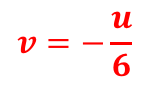 v = −u/6